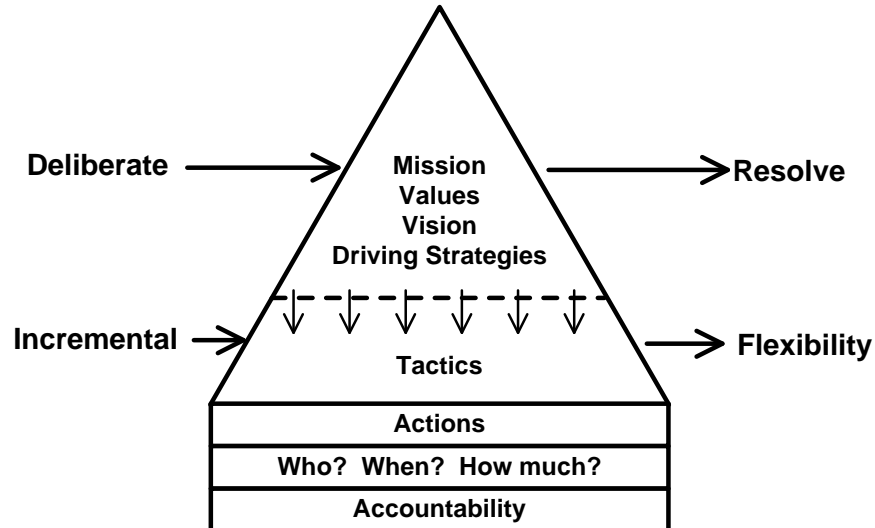 Deliberate
Mission
Values
Vision
Driving Strategies
Resolve
Incremental
Tactics
Flexibility
Actions
Who? When? How much?
Accountability